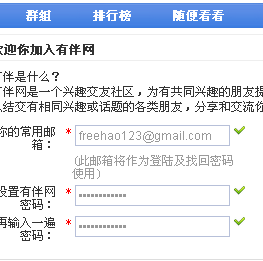 群組 排行榜 随便看看
欢迎你加入有伴网
有伴是什么？
有伴网是一个兴趣交友社区，为有共同兴趣的朋友提
人结交有相同兴趣或话题的各类朋友，分享和交流你
你的常用邮箱： * freehao123@gmail.com
(此邮箱将作为登陆及找回密码
使用)
设置有伴网
密码： * ••••••••••••
再输入一遍
密码： * ••••••••••••